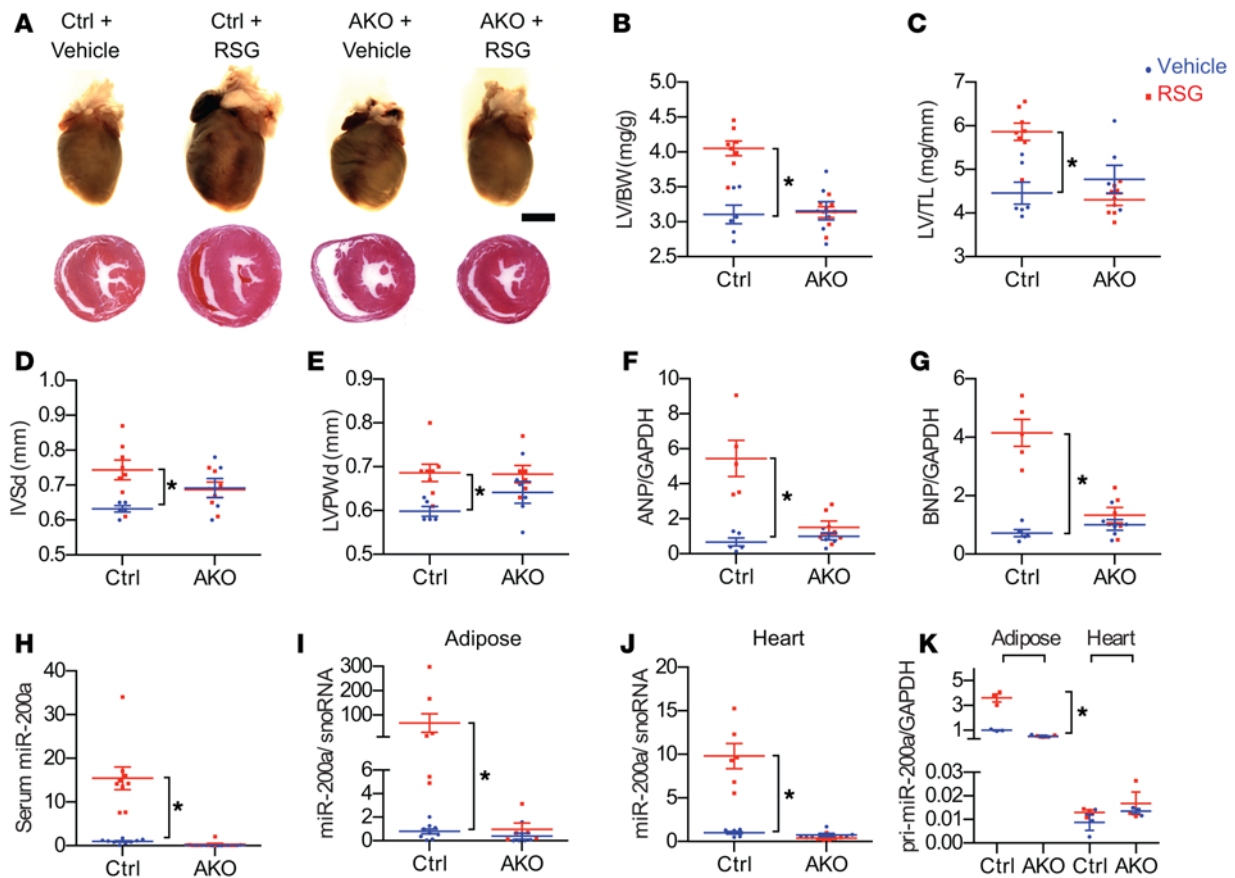 A
Ctrl + Vehicle
Ctrl + RSG
AKO + Vehicle
AKO + RSG
B
LV/BW (mg/g)
5.0
4.5
4.0
3.5
3.0
2.5
*
Ctrl AKO
C
LV/TL (mg/mm)
7
6
5
4
3
*
Ctrl AKO
Vehicle
RSG
D
IVSd (mm)
1.0
0.9
0.8
0.7
0.6
0.5
*
Ctrl AKO
E
LVPWd (mm)
0.9
0.8
0.7
0.6
0.5
*
Ctrl AKO
F
ANP/GAPDH
10
8
6
4
2
0
*
Ctrl AKO
G
BNP/GAPDH
6
4
2
0
*
Ctrl AKO
H
Serum miR-200a
40
30
20
10
0
*
Ctrl AKO
I
Adipose
miR-200a/ snoRNA
300
200
100
6
4
2
0
*
Ctrl AKO
J
Heart
miR-200a/ snoRNA
20
15
10
5
0
*
Ctrl AKO
K
Adipose Heart
pri-miR-200a/GAPDH
5
3
1
0.03
0.02
0.01
0.00
*
Ctrl AKO Ctrl AKO